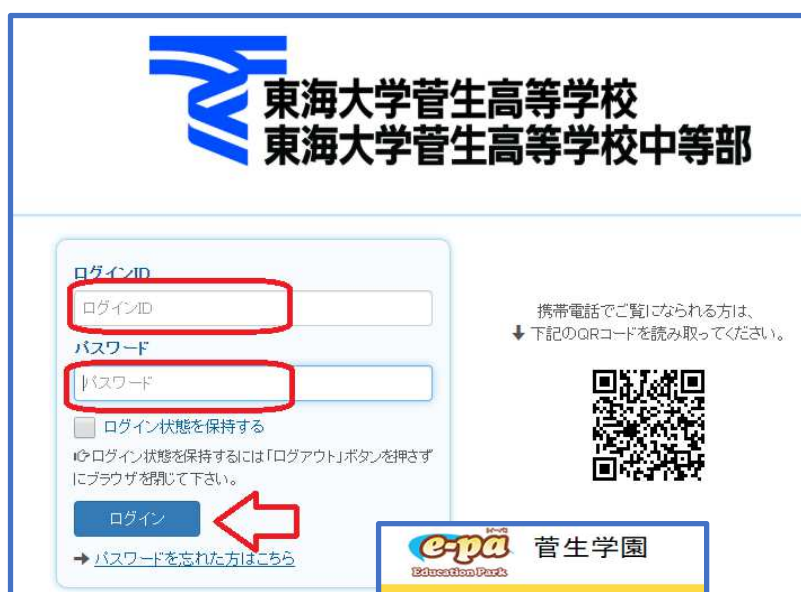 東海大学菅生高等学校
東海大学菅生高等学校中等部
ログインID
ログインID
パスワード
パスワード
ログイン状態を保持する
ログイン状態を保持するには「ログアウト」ボタンを押さず
にブラウザを閉じて下さい。
ログイン
➔ パスワードを忘れた方はこちら
携帯電話でご覧になられる方は、
↓ 下記のQRコードを読み取ってください。
e-pa 菅生学園
Education Park